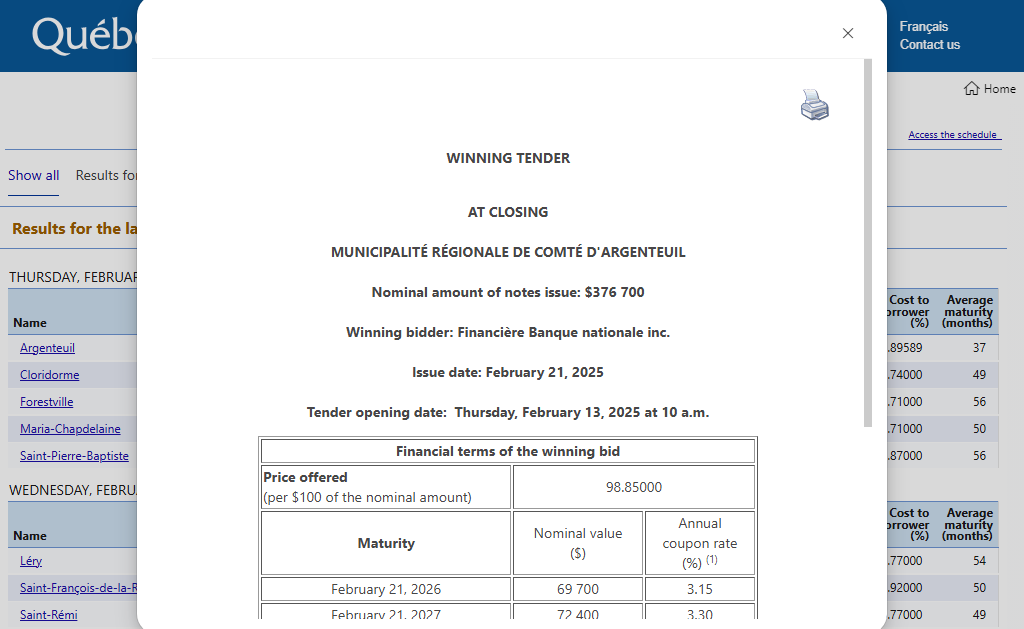 Québ
Français
Contact us
Home
Access the schedule
Show all Results for
Results for the la
WINNING TENDER
AT CLOSING
MUNICIPALITÉ RÉGIONALE DE COMTÉ D'ARGENTEUIL
Nominal amount of notes issue: $376 700
Winning bidder: Financière Banque nationale inc.
Issue date: February 21, 2025
Tender opening date: Thursday, February 13, 2025 at 10 a.m.
Financial terms of the winning bid
Price offered
(per $100 of the nominal amount) 98.85000
Maturity Nominal value ($) Annual coupon rate (%) (1)
February 21, 2026 69 700 3.15
February 21, 2027 72 400 3.30
THURSDAY, FEBRUAR
Name Cost to orrower (%) Average maturity (months)
Argenteuil .89589 37
Cloridorme .74000 49
Forestville .71000 56
Maria-Chapdelaine .71000 50
Saint-Pierre-Baptiste .87000 56
WEDNESDAY, FEBRU
Name Cost to orrower (%) Average maturity (months)
Léry .77000 54
Saint-François-de-la-R .92000 50
Saint-Rémi .77000 49